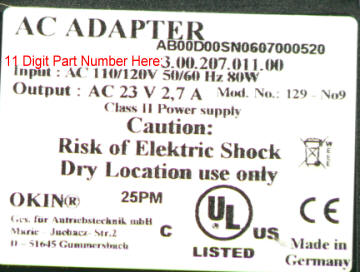 AC ADAPTER
AB00D00SN0607000520
11 Digit Part Number Here:3.00.207.011.00
Input : AC 110/120V 50/60 Hz 80W
Output : AC 23 V 2,7 A Mod. No.: 129 - No9
Class II Power supply
Caution:
Risk of Elektric Shock
Dry Location use only
OKIN® 25PM
Ges. für Antriebstechnik mbH
Marie - Juchacz- Str.2
D - 51645 Gummersbach
C UL US
LISTED
CE
Made in
Germany